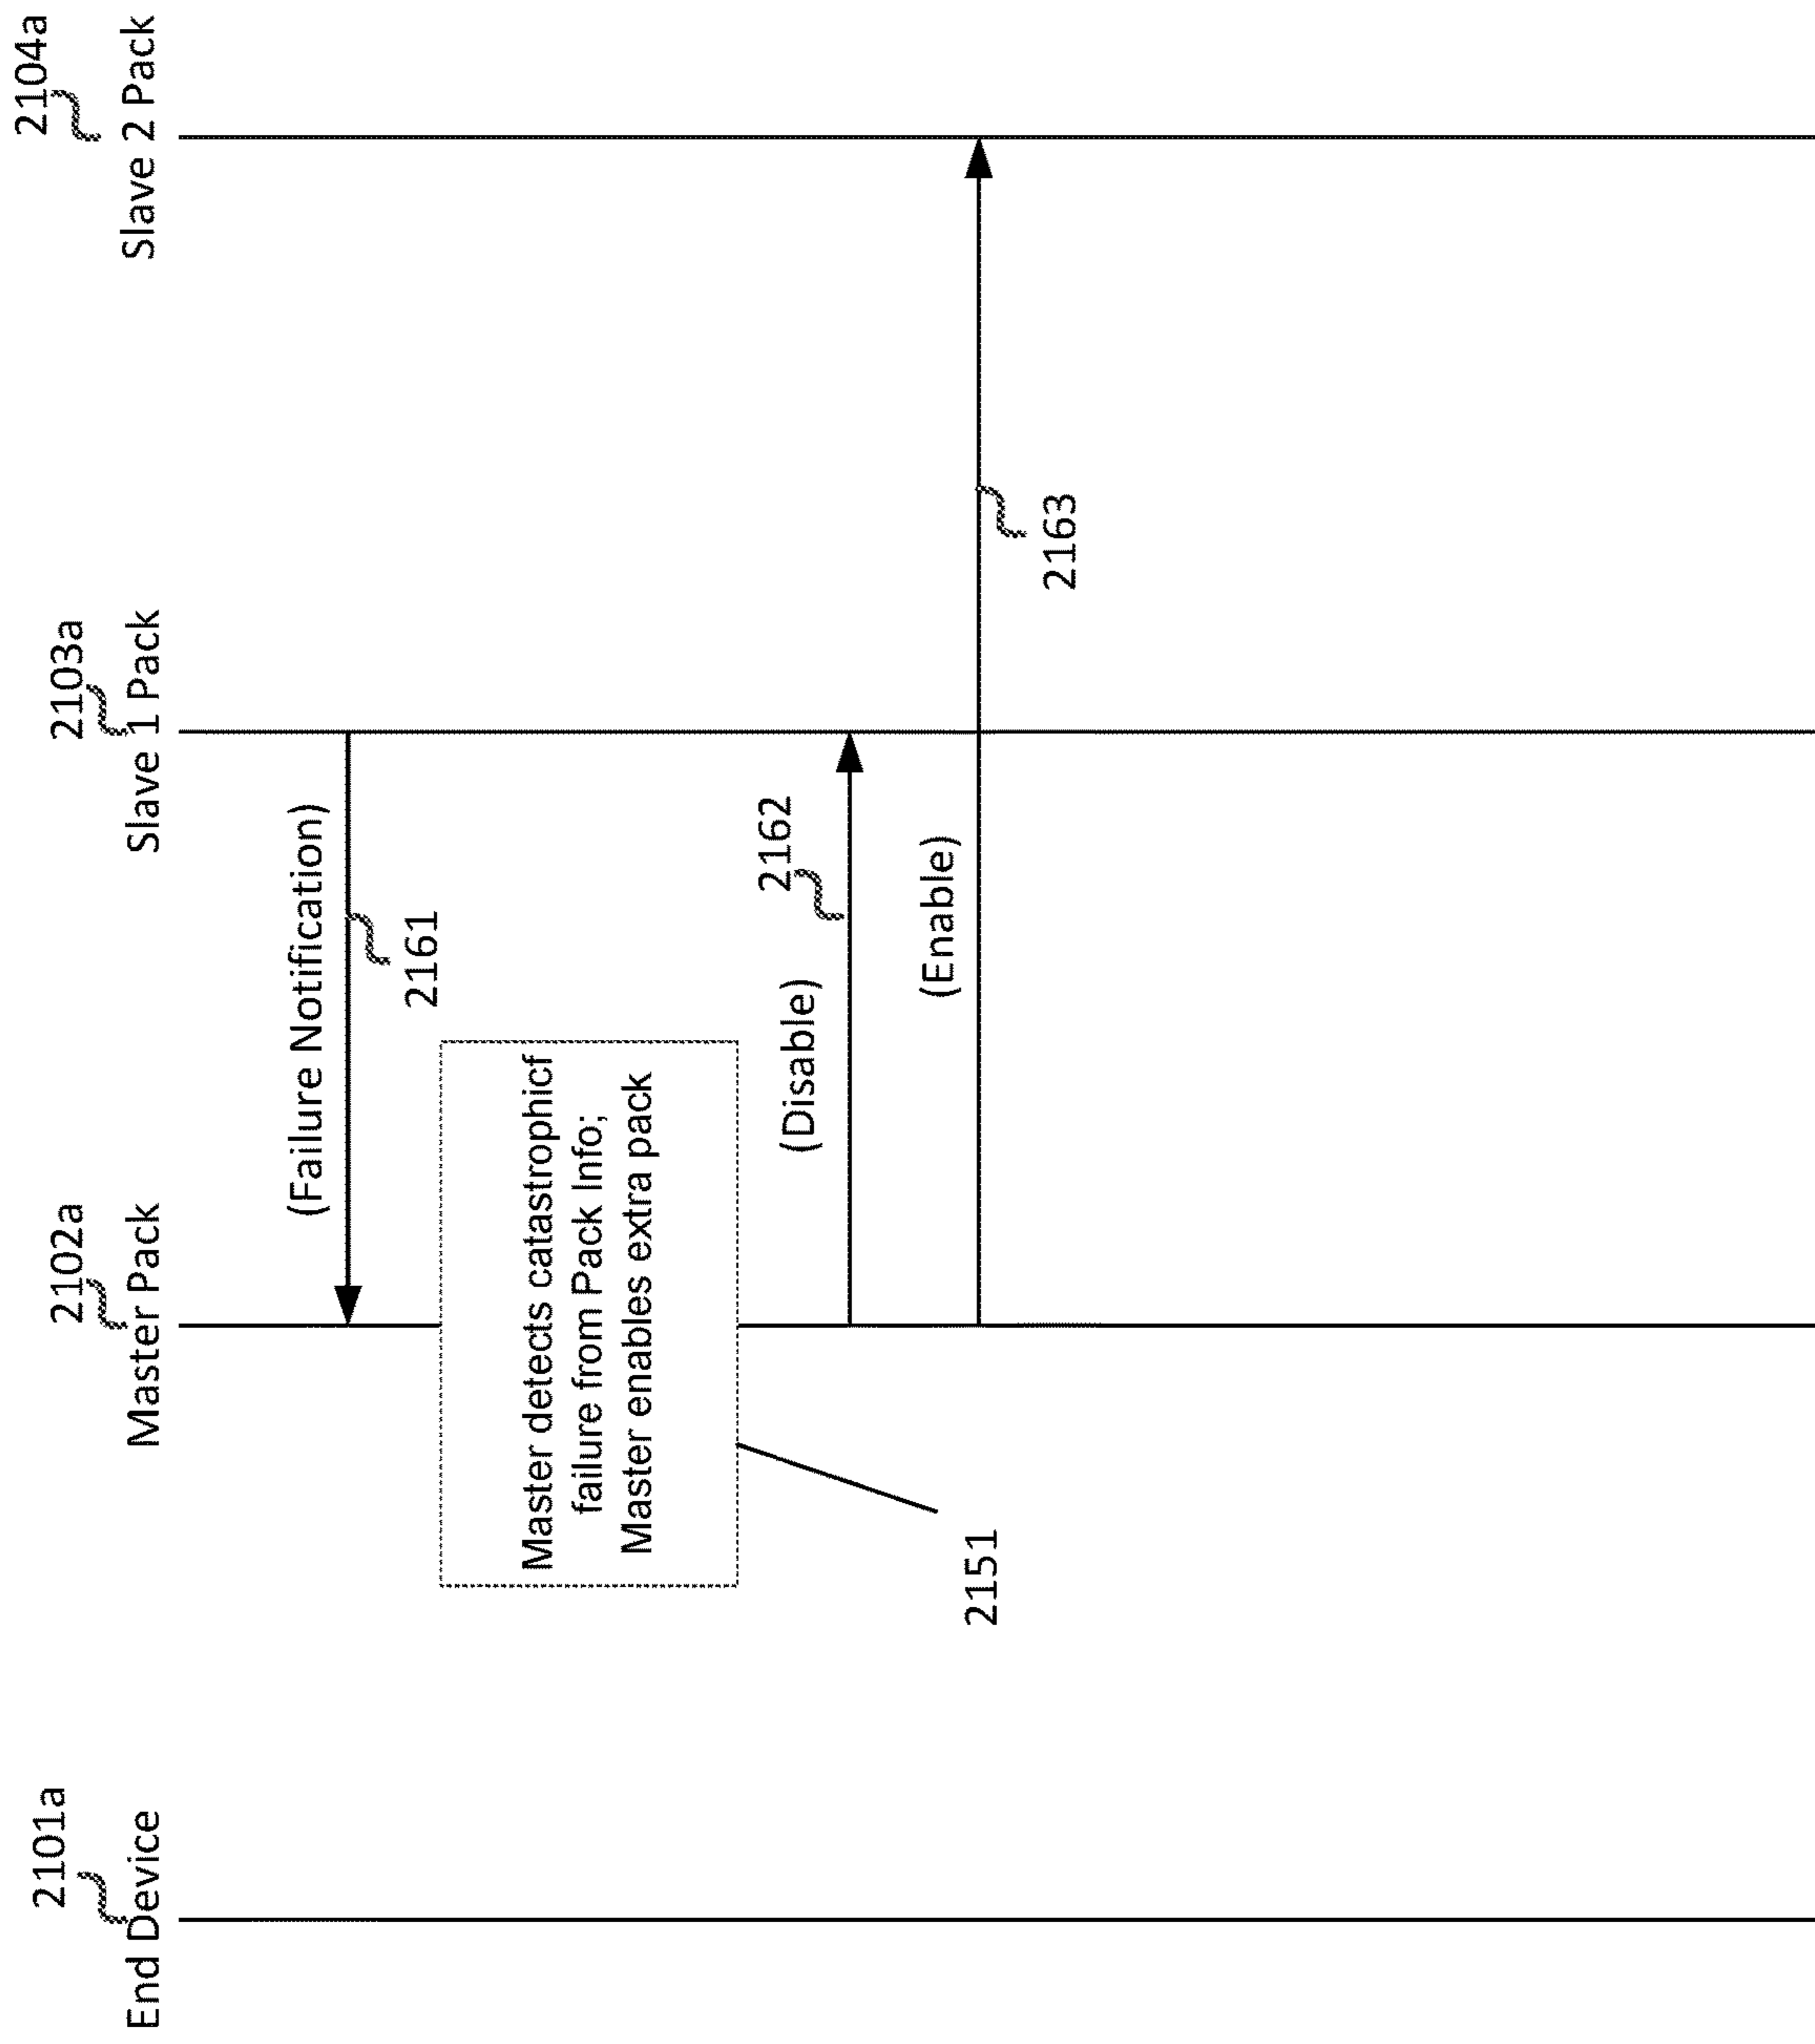 2101a
End Device
2102a
Master Pack
2103a
Slave 1 Pack
2104a
Slave 2 Pack
(Failure Notification)
2161
Master detects catastrophicf
failure from Pack Info;
Master enables extra pack
2151
(Disable)
2162
(Enable)
2163